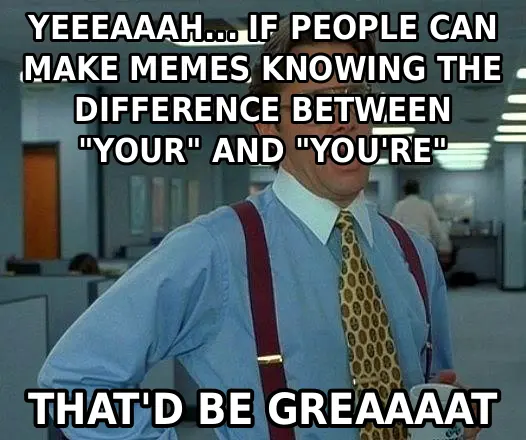 YEEEAAAH... IF PEOPLE CAN
MAKE MEMES KNOWING THE
DIFFERENCE BETWEEN
"YOUR" AND "YOU'RE"
THAT'D BE GREAAAAT